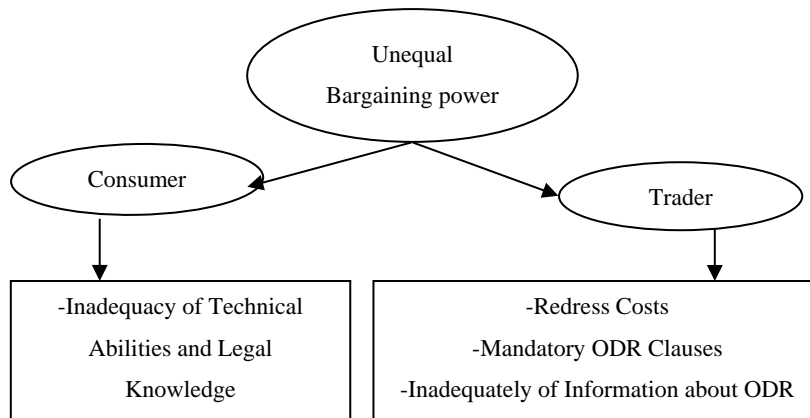 Unequal
Bargaining power
Consumer
Trader
-Inadequacy of Technical
Abilities and Legal
Knowledge
-Redress Costs
-Mandatory ODR Clauses
-Inadequately of Information about ODR